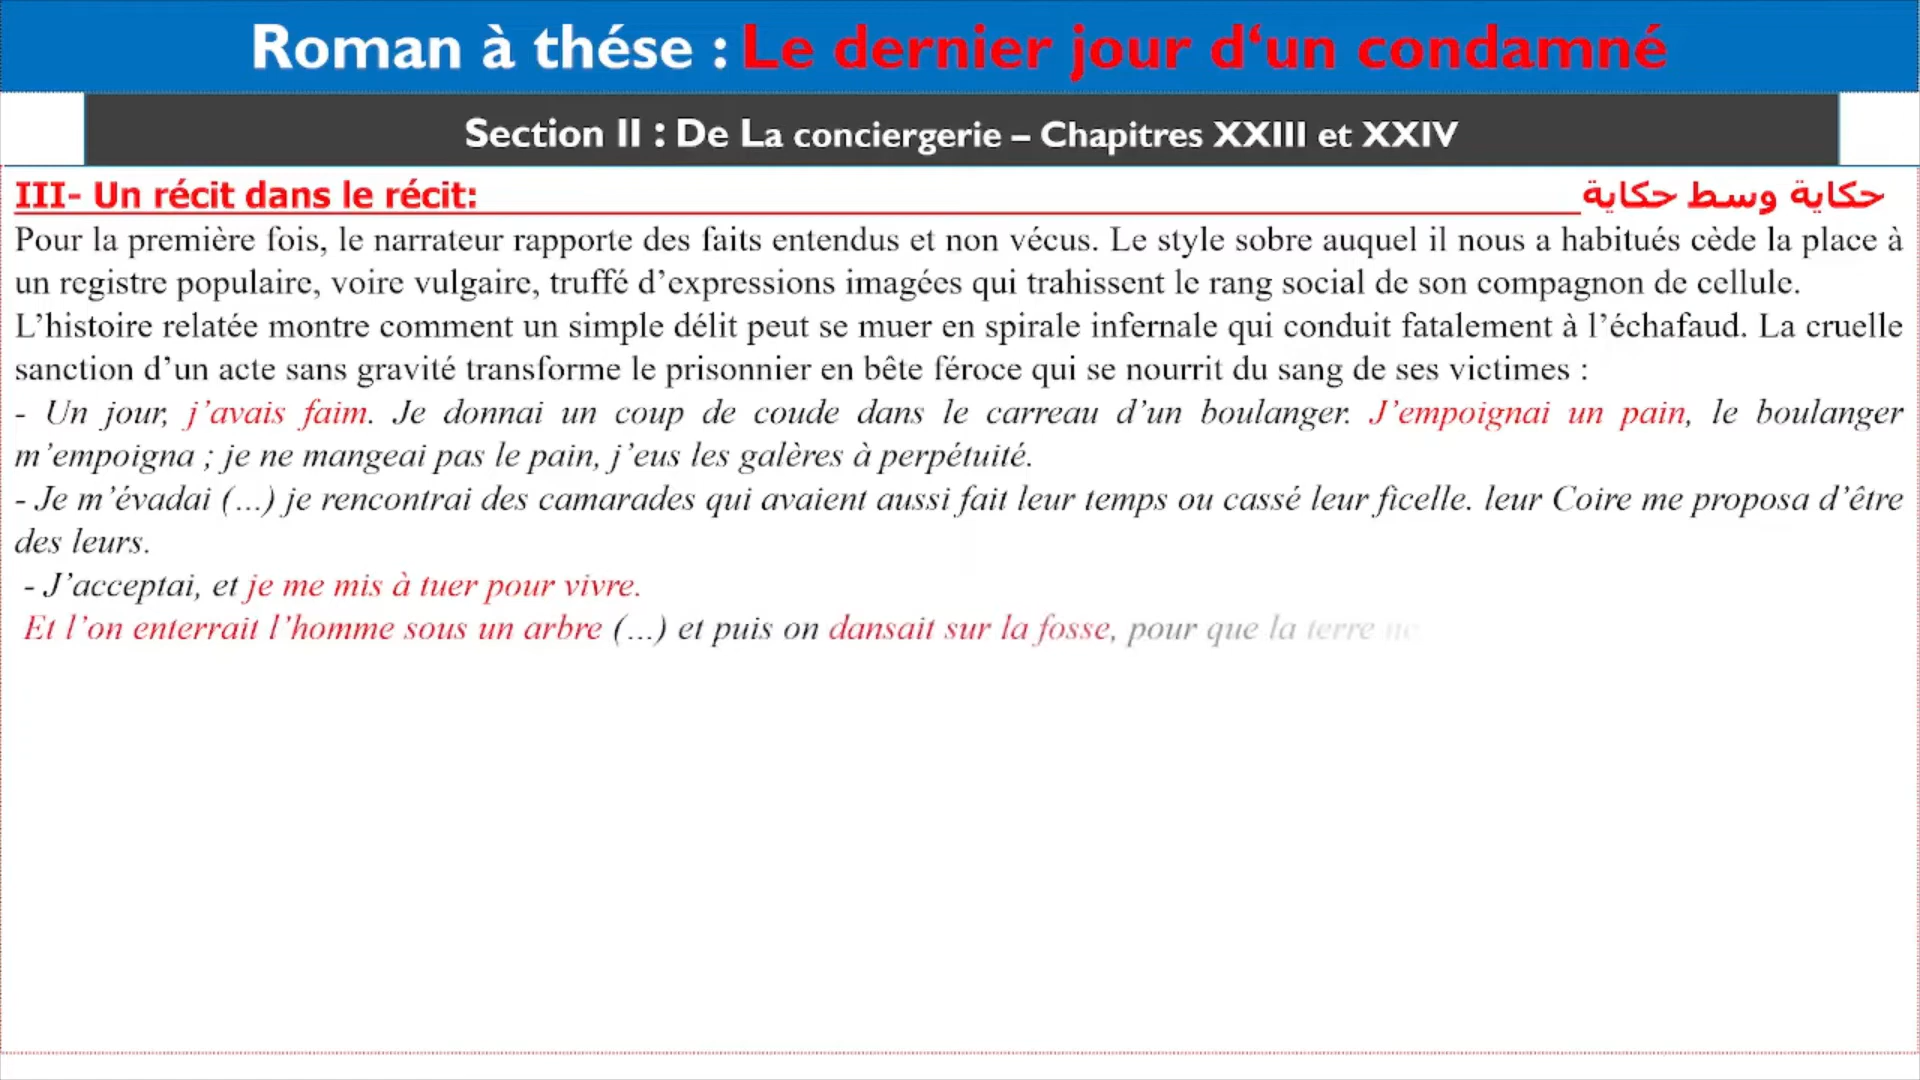 Roman à thése : Le dernier jour d‘un condamné
Section II : De La conciergerie – Chapitres XXIII et XXIV
III- Un récit dans le récit: حكاية وسط حكاية
Pour la première fois, le narrateur rapporte des faits entendus et non vécus. Le style sobre auquel il nous a habitués cède la place à
un registre populaire, voire vulgaire, truffé d’expressions imagées qui trahissent le rang social de son compagnon de cellule.
L’histoire relatée montre comment un simple délit peut se muer en spirale infernale qui conduit fatalement à l’échafaud. La cruelle
sanction d’un acte sans gravité transforme le prisonnier en bête féroce qui se nourrit du sang de ses victimes :
- Un jour, j’avais faim. Je donnai un coup de coude dans le carreau d’un boulanger. J’empoignai un pain, le boulanger
m’empoigna ; je ne mangeai pas le pain, j’eus les galères à perpétuité.
- Je m’évadai (...) je rencontrai des camarades qui avaient aussi fait leur temps ou cassé leur ficelle. leur Coire me proposa d’être
des leurs.
- J’acceptai, et je me mis à tuer pour vivre.
Et l’on enterrait l’homme sous un arbre (...) et puis on dansait sur la fosse, pour que la terre ne